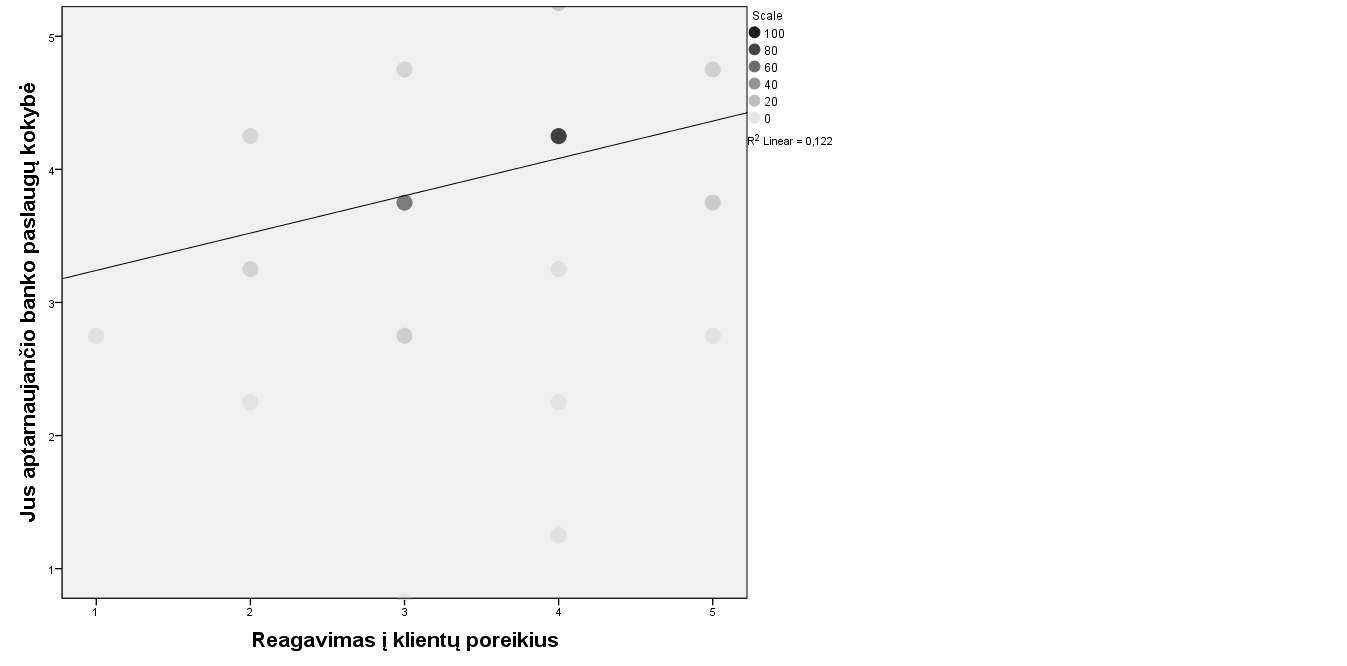 Scale
100
80
60
40
20
0
R2 Linear = 0,122
Jus aptarnaujančio banko paslaugų kokybė
5
4
3
2
1
1 2 3 4 5
Reagavimas į klientų poreikius